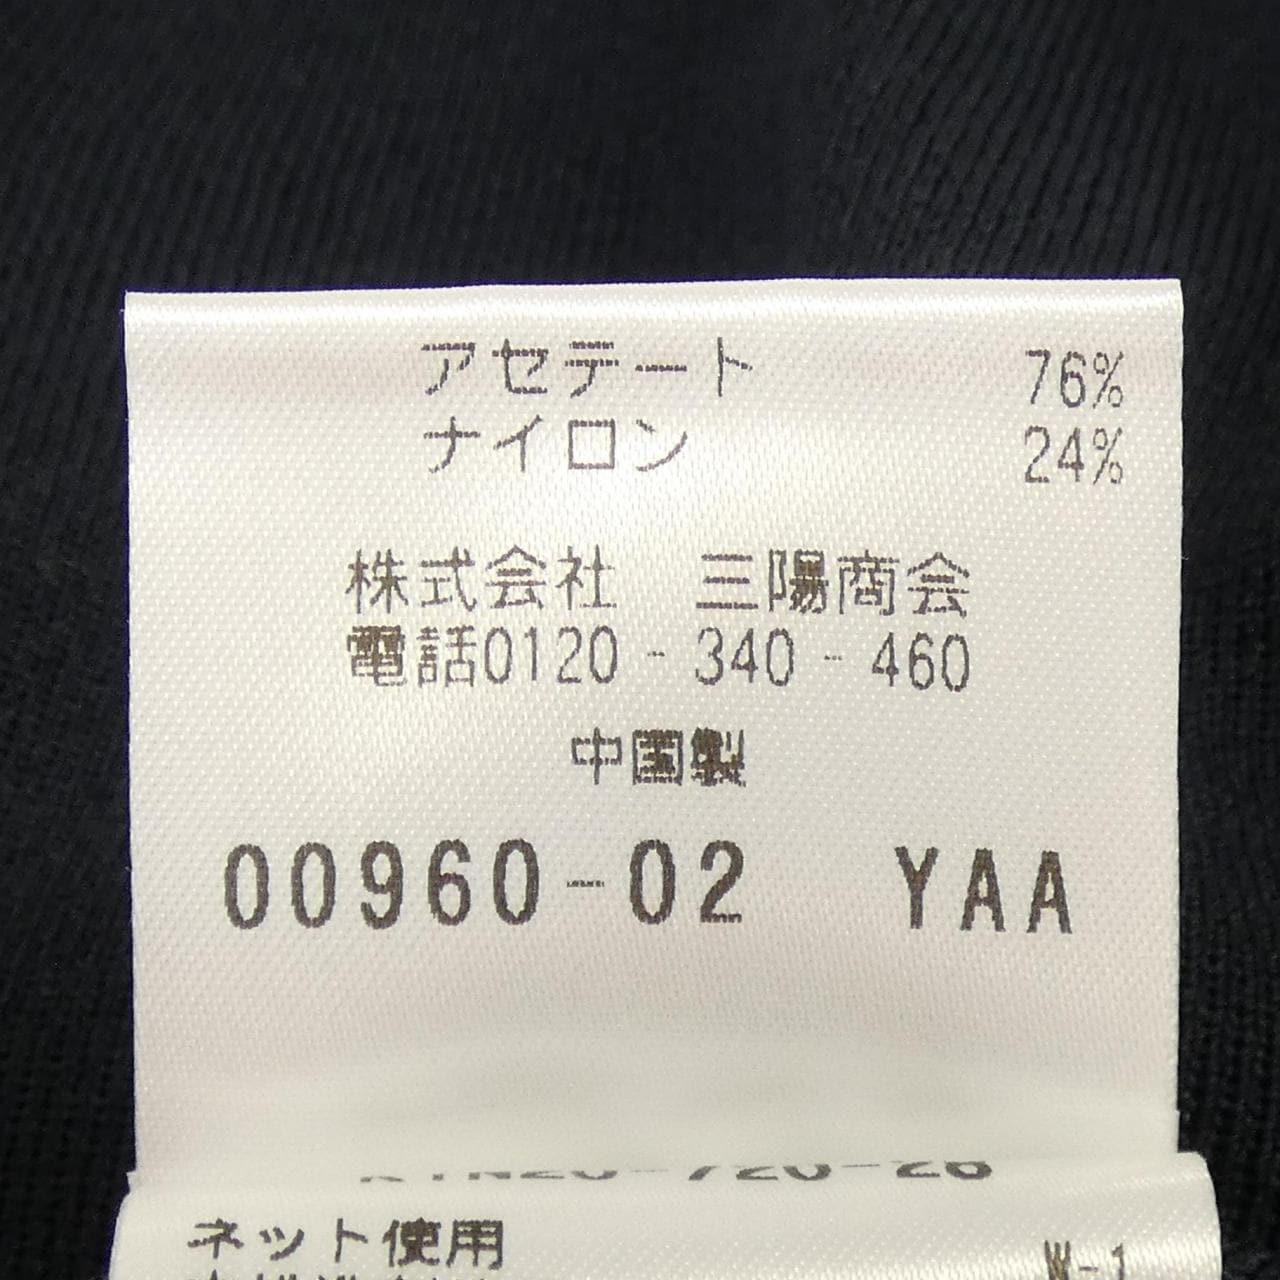 アセテート 76%
ナイロン 24%
株式会社 三陽商会
電話0120-340-460
中国製
00960-02 YAA
ネット使用
W-1